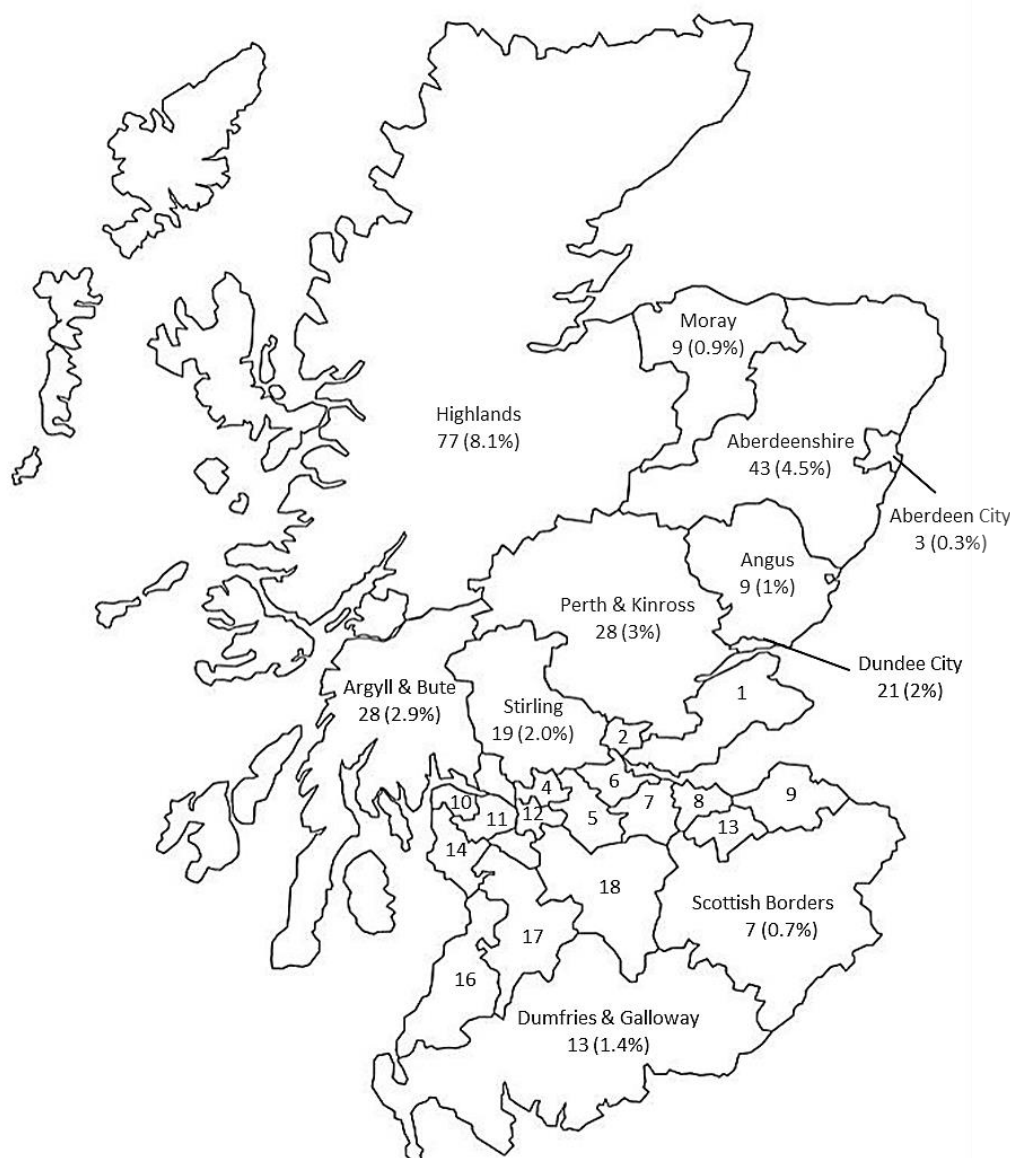 Moray
9 (0.9%)
Highlands
77 (8.1%)
Aberdeenshire
43 (4.5%)
Aberdeen City
3 (0.3%)
Angus
9 (1%)
Perth & Kinross
28 (3%)
Dundee City
21 (2%)
Argyll & Bute
28 (2.9%)
Stirling
19 (2.0%)
1
2
4
6
5
7
8
9
10
11
12
13
14
18
Scottish Borders
7 (0.7%)
17
16
Dumfries & Galloway
13 (1.4%)